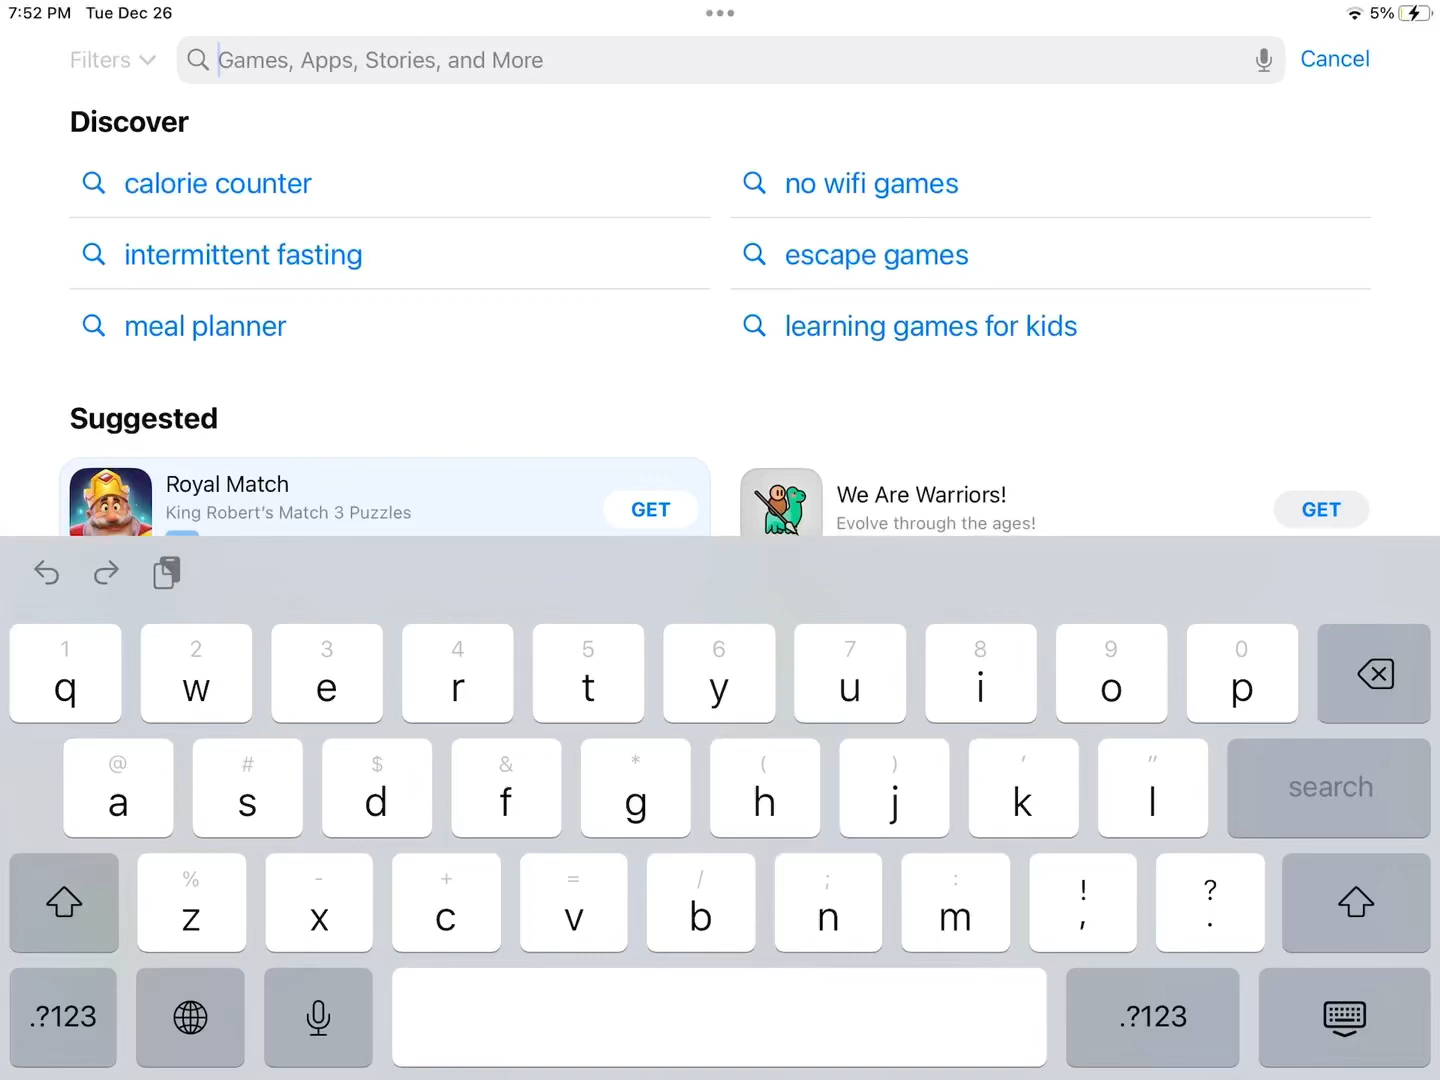 7:52 PM Tue Dec 26
5%
Filters
Games, Apps, Stories, and More
Cancel
Discover
calorie counter
no wifi games
intermittent fasting
escape games
meal planner
learning games for kids
Suggested
Royal Match
King Robert's Match 3 Puzzles
GET
We Are Warriors!
Evolve through the ages!
GET
1 2 3 4 5 6 7 8 9 0
q w e r t y u i o p
@ # $ & * ( ) ' "
a s d f g h j k l search
% - + = / ; : ! ?
z x c v b n m , .
.?123 .?123